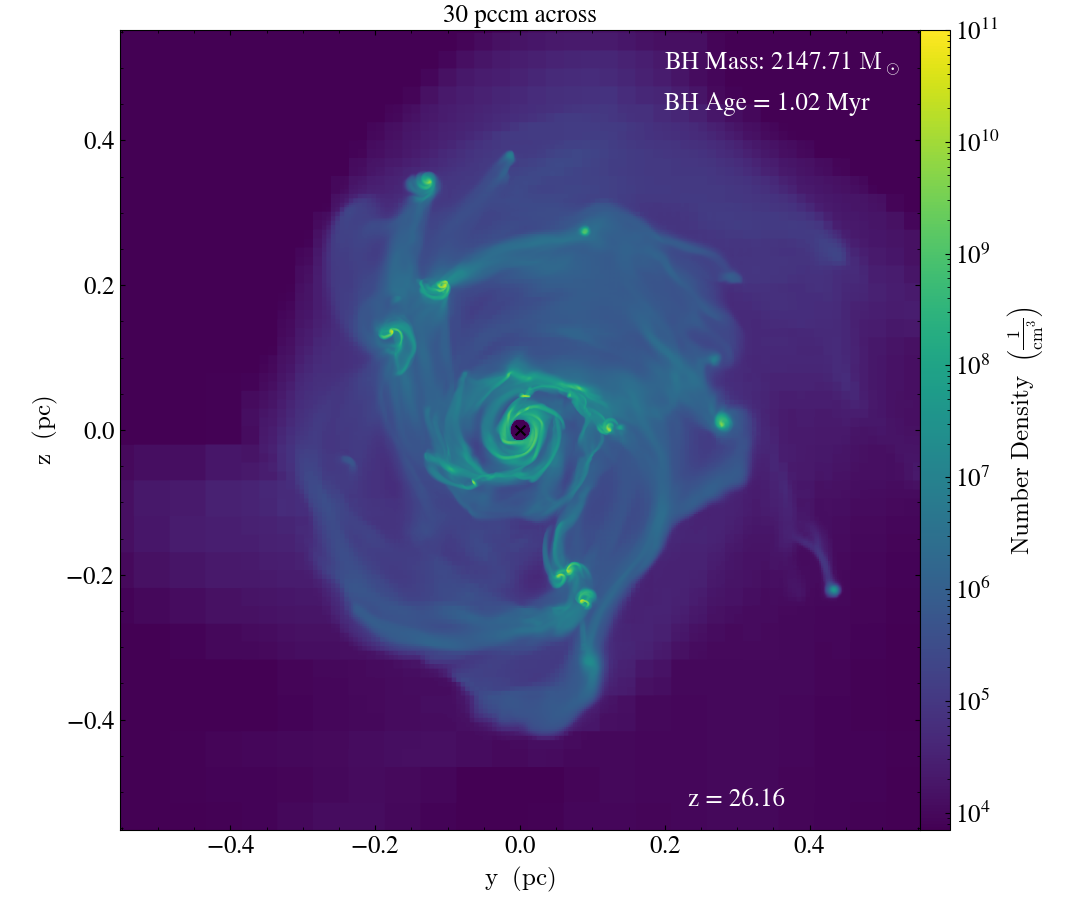 30 pccm across
BH Mass: 2147.71 M☉
BH Age = 1.02 Myr
z = 26.16
0.4
0.2
0.0
−0.2
−0.4
z (pc)
−0.4
−0.2
0.0
0.2
0.4
y (pc)
10¹¹
10¹⁰
10⁹
10⁸
10⁷
10⁶
10⁵
10⁴
Number Density (1/cm³)